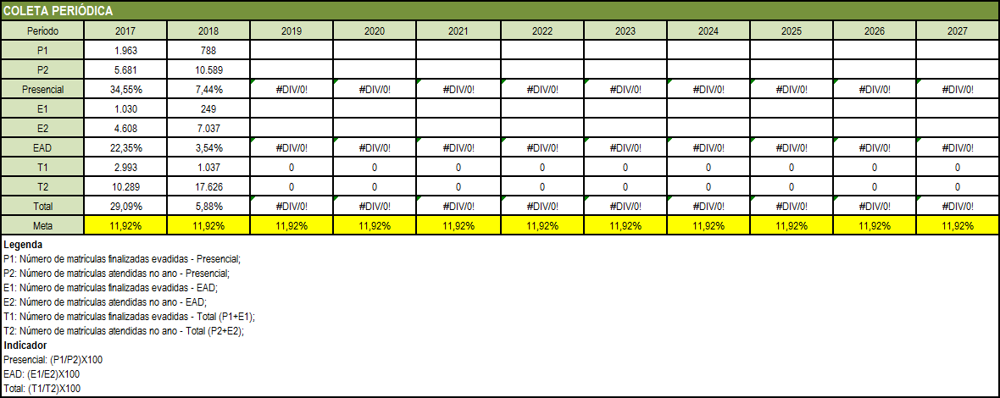 COLETA PERIÓDICA
Período 2017 2018 2019 2020 2021 2022 2023 2024 2025 2026 2027
P1 1.963 788
P2 5.681 10.589
Presencial 34,55% 7,44% #DIV/0! #DIV/0! #DIV/0! #DIV/0! #DIV/0! #DIV/0! #DIV/0! #DIV/0! #DIV/0!
E1 1.030 249
E2 4.608 7.037
EAD 22,35% 3,54% #DIV/0! #DIV/0! #DIV/0! #DIV/0! #DIV/0! #DIV/0! #DIV/0! #DIV/0! #DIV/0!
T1 2.993 1.037 0 0 0 0 0 0 0 0 0
T2 10.289 17.626 0 0 0 0 0 0 0 0 0
Total 29,09% 5,88% #DIV/0! #DIV/0! #DIV/0! #DIV/0! #DIV/0! #DIV/0! #DIV/0! #DIV/0! #DIV/0!
Meta 11,92% 11,92% 11,92% 11,92% 11,92% 11,92% 11,92% 11,92% 11,92% 11,92% 11,92%
Legenda
P1: Número de matrículas finalizadas evadidas - Presencial;
P2: Número de matrículas atendidas no ano - Presencial;
E1: Número de matrículas finalizadas evadidas - EAD;
E2: Número de matrículas atendidas no ano - EAD;
T1: Número de matrículas finalizadas evadidas - Total (P1+E1);
T2: Número de matrículas atendidas no ano - Total (P2+E2);
Indicador
Presencial: (P1/P2)X100
EAD: (E1/E2)X100
Total: (T1/T2)X100